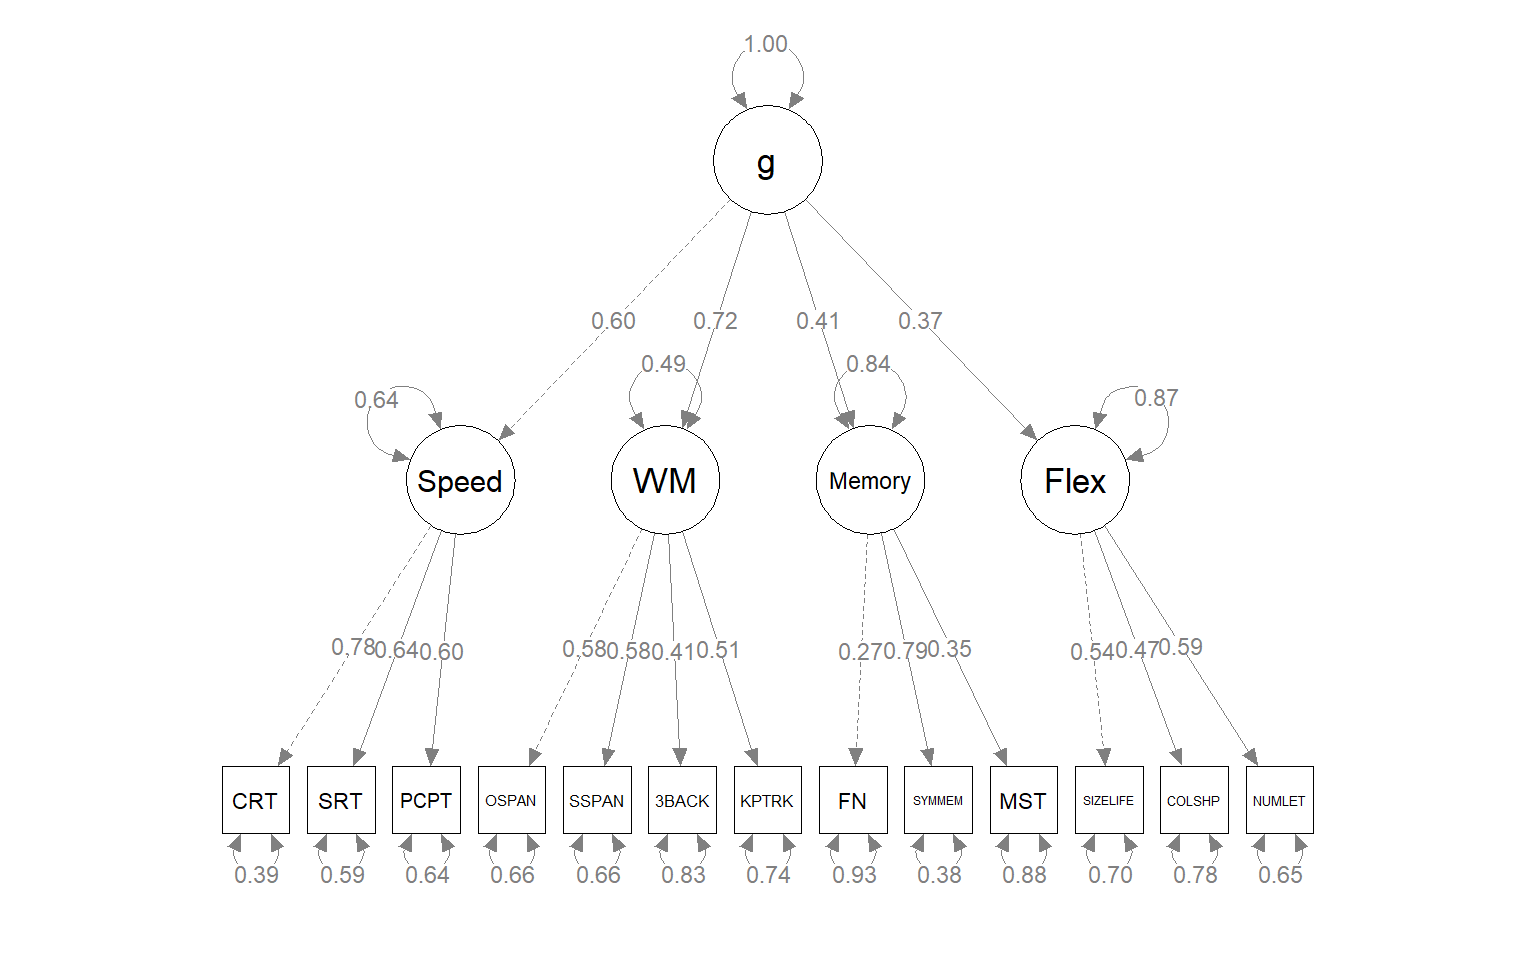 1.00
g
0.60 0.72 0.41 0.37
0.64 0.49 0.84 0.87
Speed WM Memory Flex
0.78 0.64 0.60 0.58 0.58 0.41 0.51 0.27 0.79 0.35 0.54 0.47 0.59
CRT SRT PCPT OSPAN SSPAN 3BACK KPTRK FN SYMMEM MST SIZELIFE COLSHP NUMLET
0.39 0.59 0.64 0.66 0.66 0.83 0.74 0.93 0.38 0.88 0.70 0.78 0.65